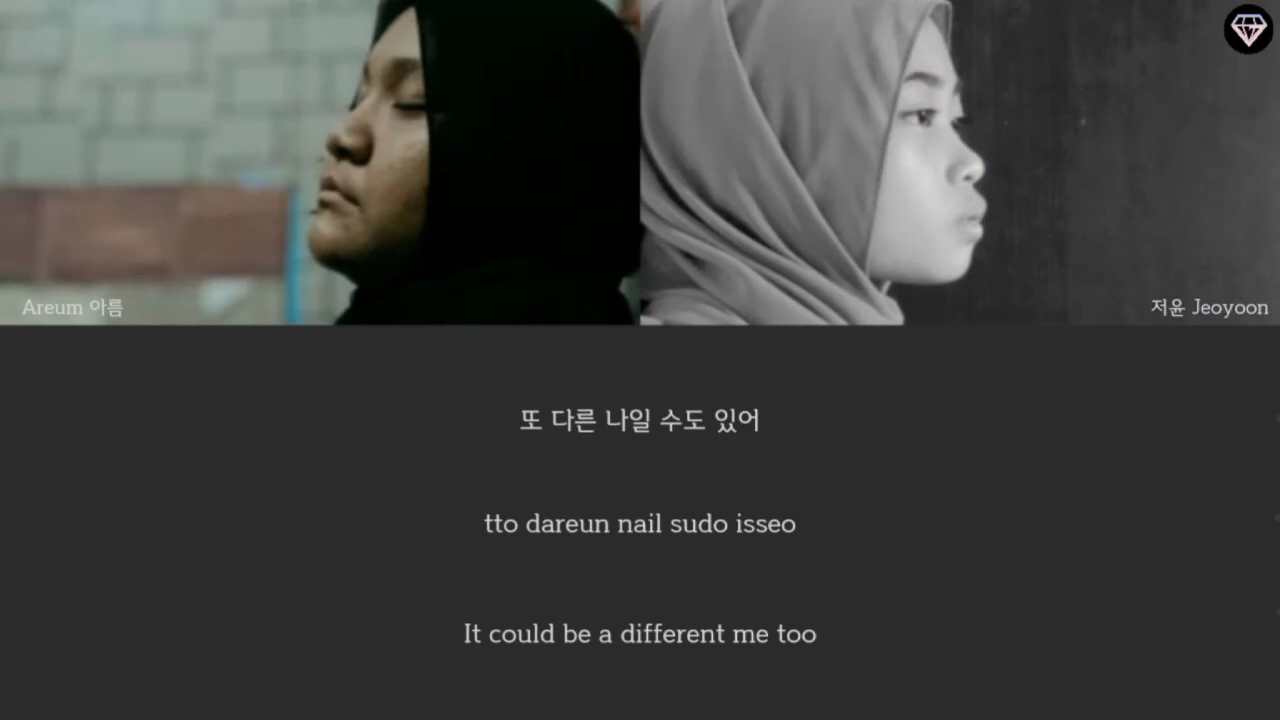 Areum 아름
저윤 Jeoyoon
또 다른 나일 수도 있어
tto dareun nail sudo isseo
It could be a different me too